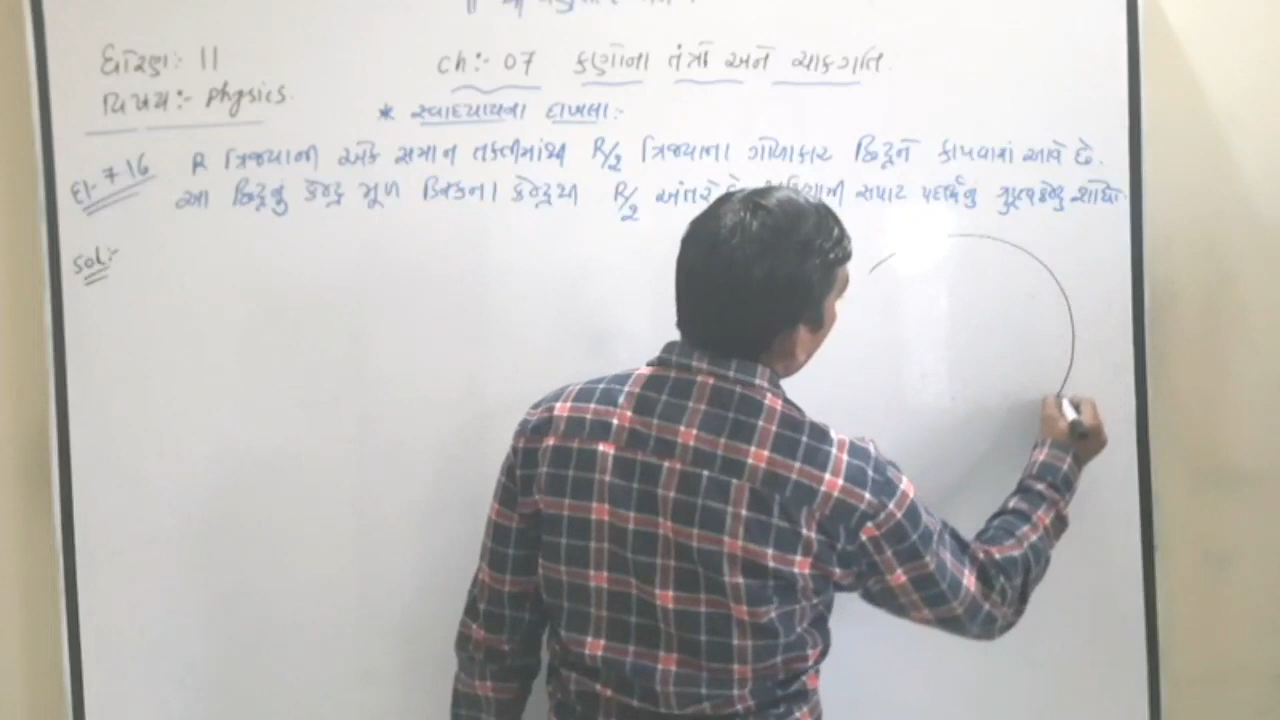 ધોરણ:- 11
વિષય:- physics.
ch:- 07 કણોના તંત્રો અને ચાકગતિ.
* સ્વાધ્યાયના દાખલા:-
દા-7.16 R ત્રિજ્યાની એક સમાન તકતીમાંથી R/2 ત્રિજ્યાના ગોળાકાર છિદ્રને કાપવામાં આવે છે.
આ છિદ્રનું કેન્દ્ર મૂળ ડિસ્કના કેન્દ્રથી R/2 અંતરે સપાટ પદાર્થનું ગુરુત્વકેન્દ્ર શોધો.
Sol:-